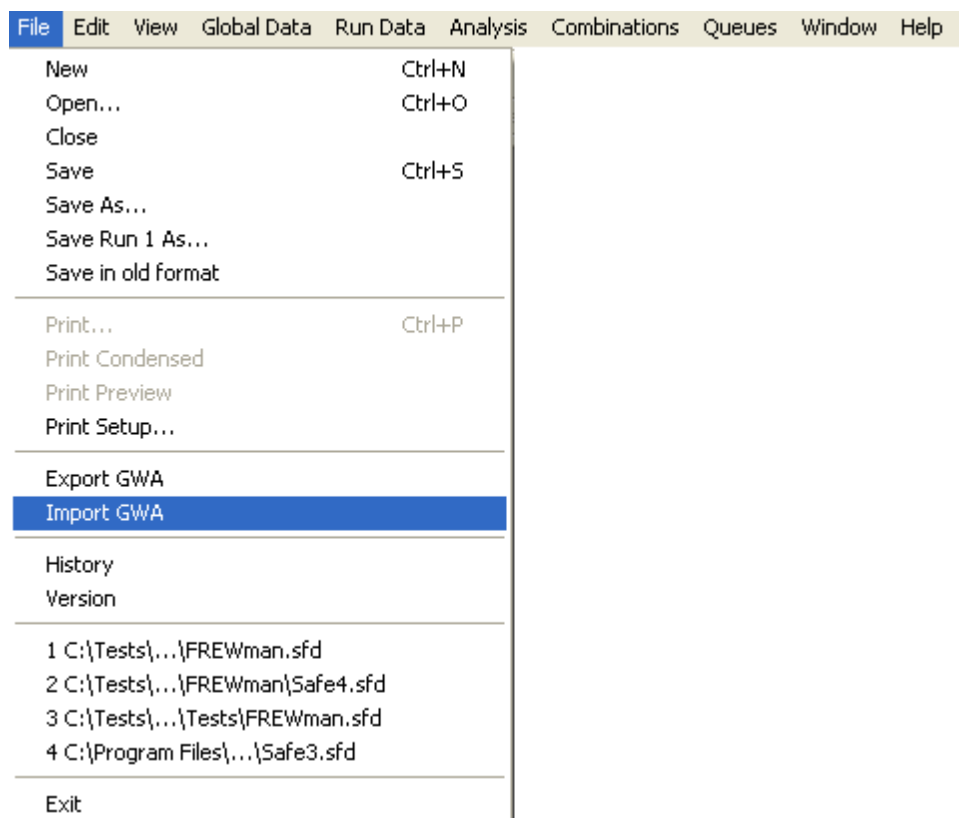 File Edit View Global Data Run Data Analysis Combinations Queues Window Help
New Ctrl+N
Open... Ctrl+O
Close
Save Ctrl+S
Save As...
Save Run 1 As...
Save in old format
Print... Ctrl+P
Print Condensed
Print Preview
Print Setup...
Export GWA
Import GWA
History
Version
1 C:\Tests\...\FREWman.sfd
2 C:\Tests\...\FREWman\Safe4.sfd
3 C:\Tests\...\Tests\FREWman.sfd
4 C:\Program Files\...\Safe3.sfd
Exit